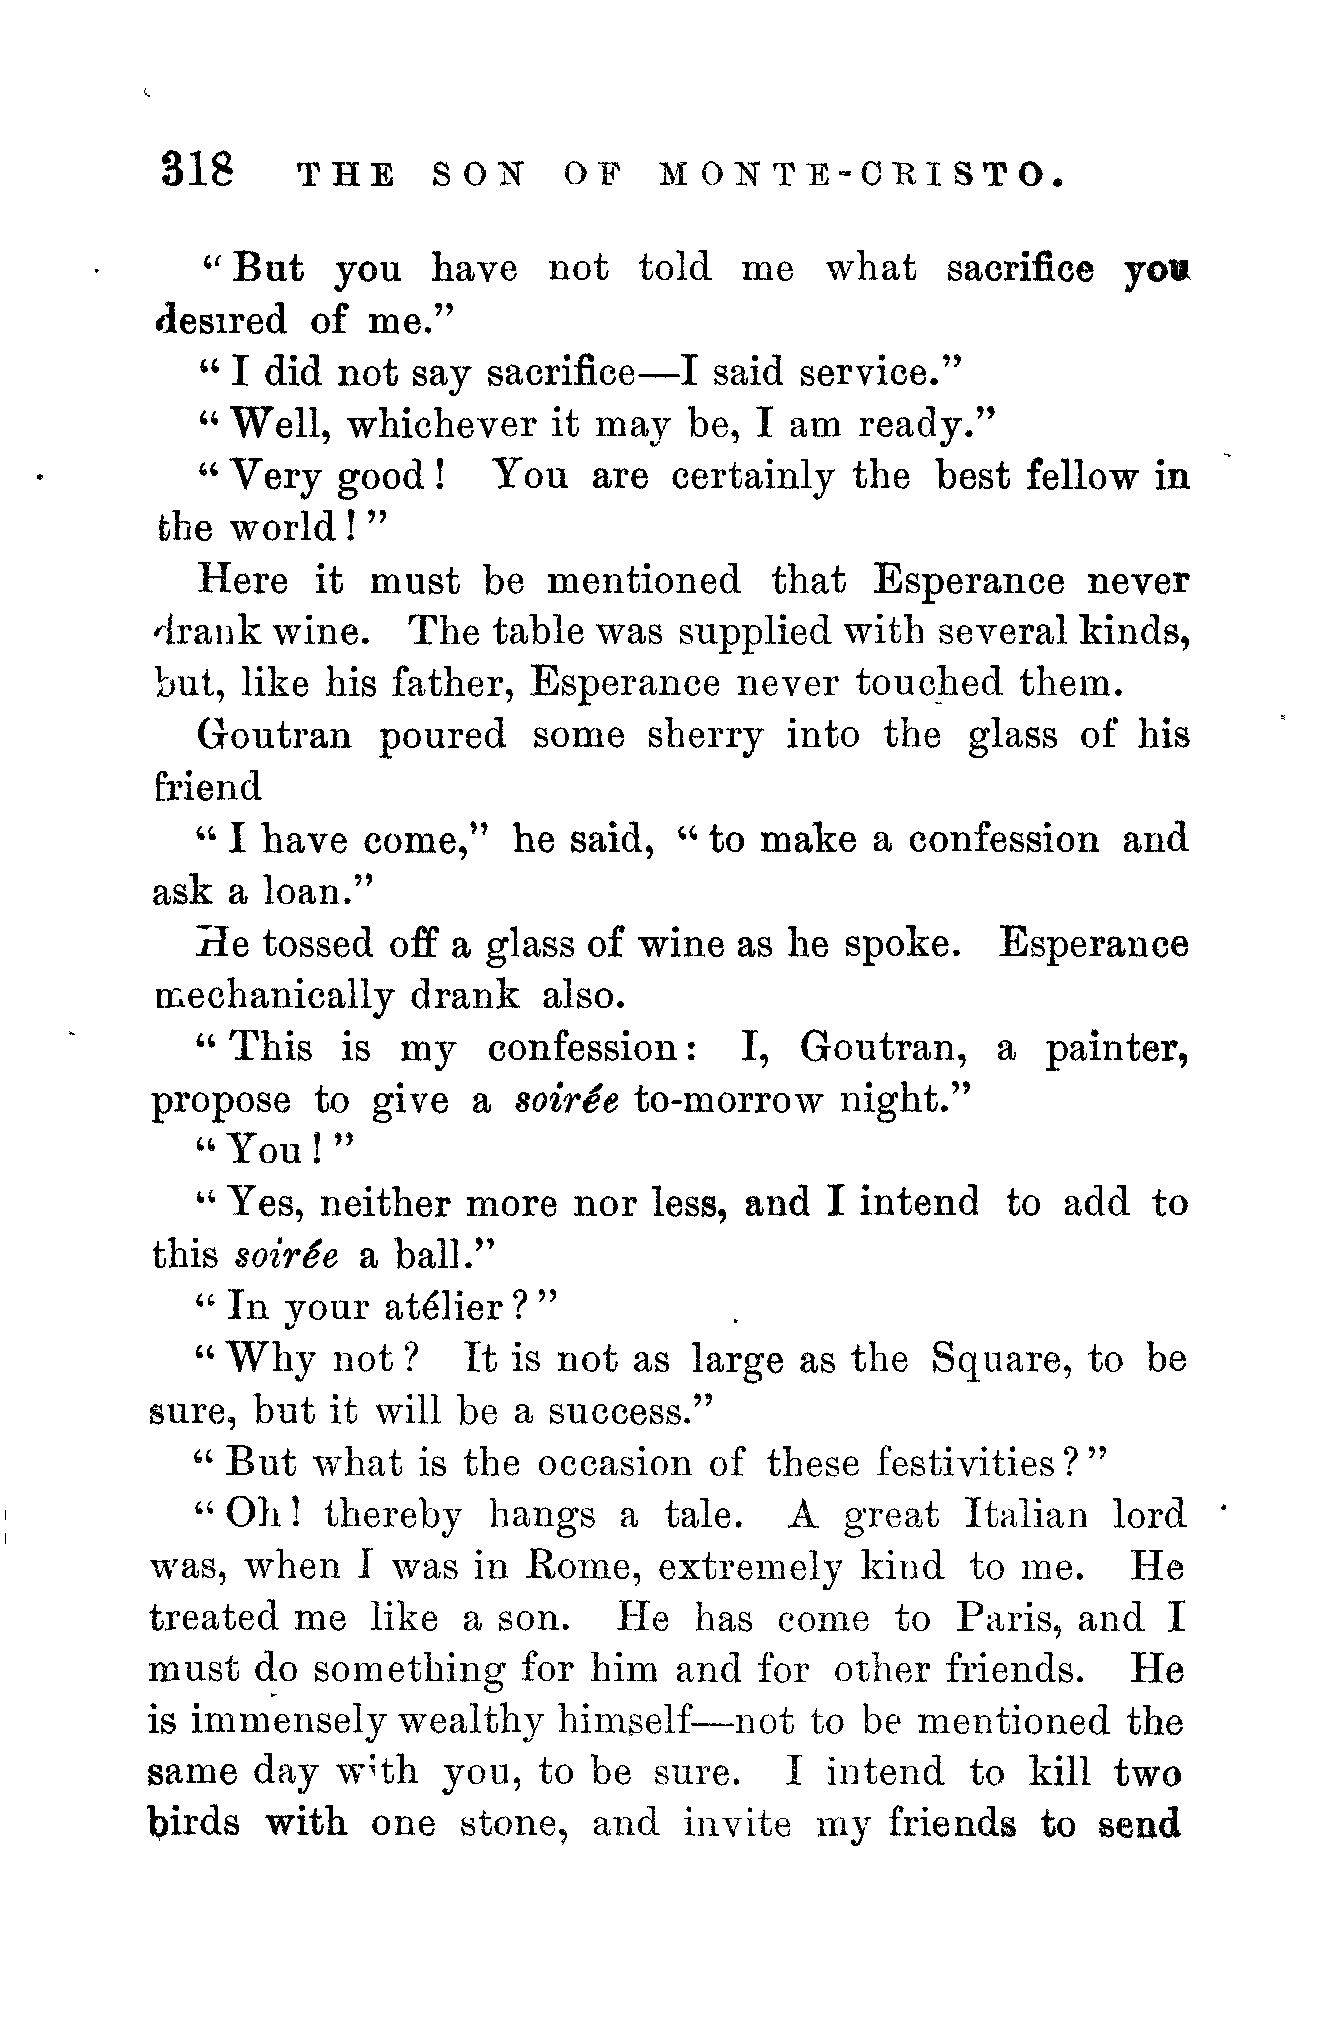 318 THE SON OF MONTE-CRISTO.
“But you have not told me what sacrifice you
desired of me.”
“I did not say sacrifice—I said service.”
“Well, whichever it may be, I am ready.”
“Very good! You are certainly the best fellow in
the world!”
Here it must be mentioned that Esperance never
drank wine. The table was supplied with several kinds,
but, like his father, Esperance never touched them.
Goutran poured some sherry into the glass of his
friend
“I have come,” he said, “to make a confession and
ask a loan.”
He tossed off a glass of wine as he spoke. Esperance
mechanically drank also.
“This is my confession: I, Goutran, a painter,
propose to give a soirée to-morrow night.”
“You!”
“Yes, neither more nor less, and I intend to add to
this soirée a ball.”
“In your atélier?”
“Why not? It is not as large as the Square, to be
sure, but it will be a success.”
“But what is the occasion of these festivities?”
“Oh! thereby hangs a tale. A great Italian lord
was, when I was in Rome, extremely kind to me. He
treated me like a son. He has come to Paris, and I
must do something for him and for other friends. He
is immensely wealthy himself—not to be mentioned the
same day with you, to be sure. I intend to kill two
birds with one stone, and invite my friends to send